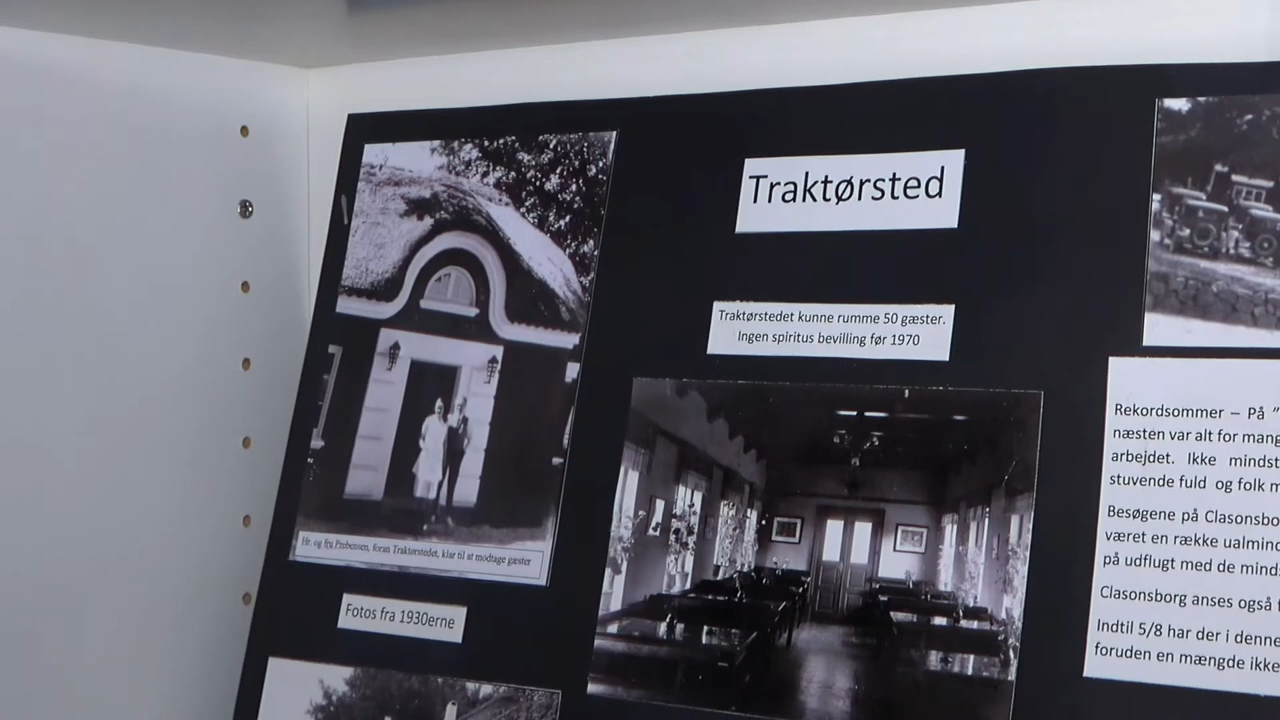 Traktørsted
Traktørstedet kunne rumme 50 gæster.
Ingen spiritus bevilling før 1970
Hr. og fru Prebensen, foran Traktørstedet, klar til at modtage gæster
Fotos fra 1930erne
Rekordsommer – På "
næsten var alt for mang
arbejdet. Ikke mindst
stuvende fuld og folk m
Besøgene på Clasonsbo
været en række ualmind
på udflugt med de minds
Clasonsborg anses også f
Indtil 5/8 har der i denne
foruden en mængde ikke